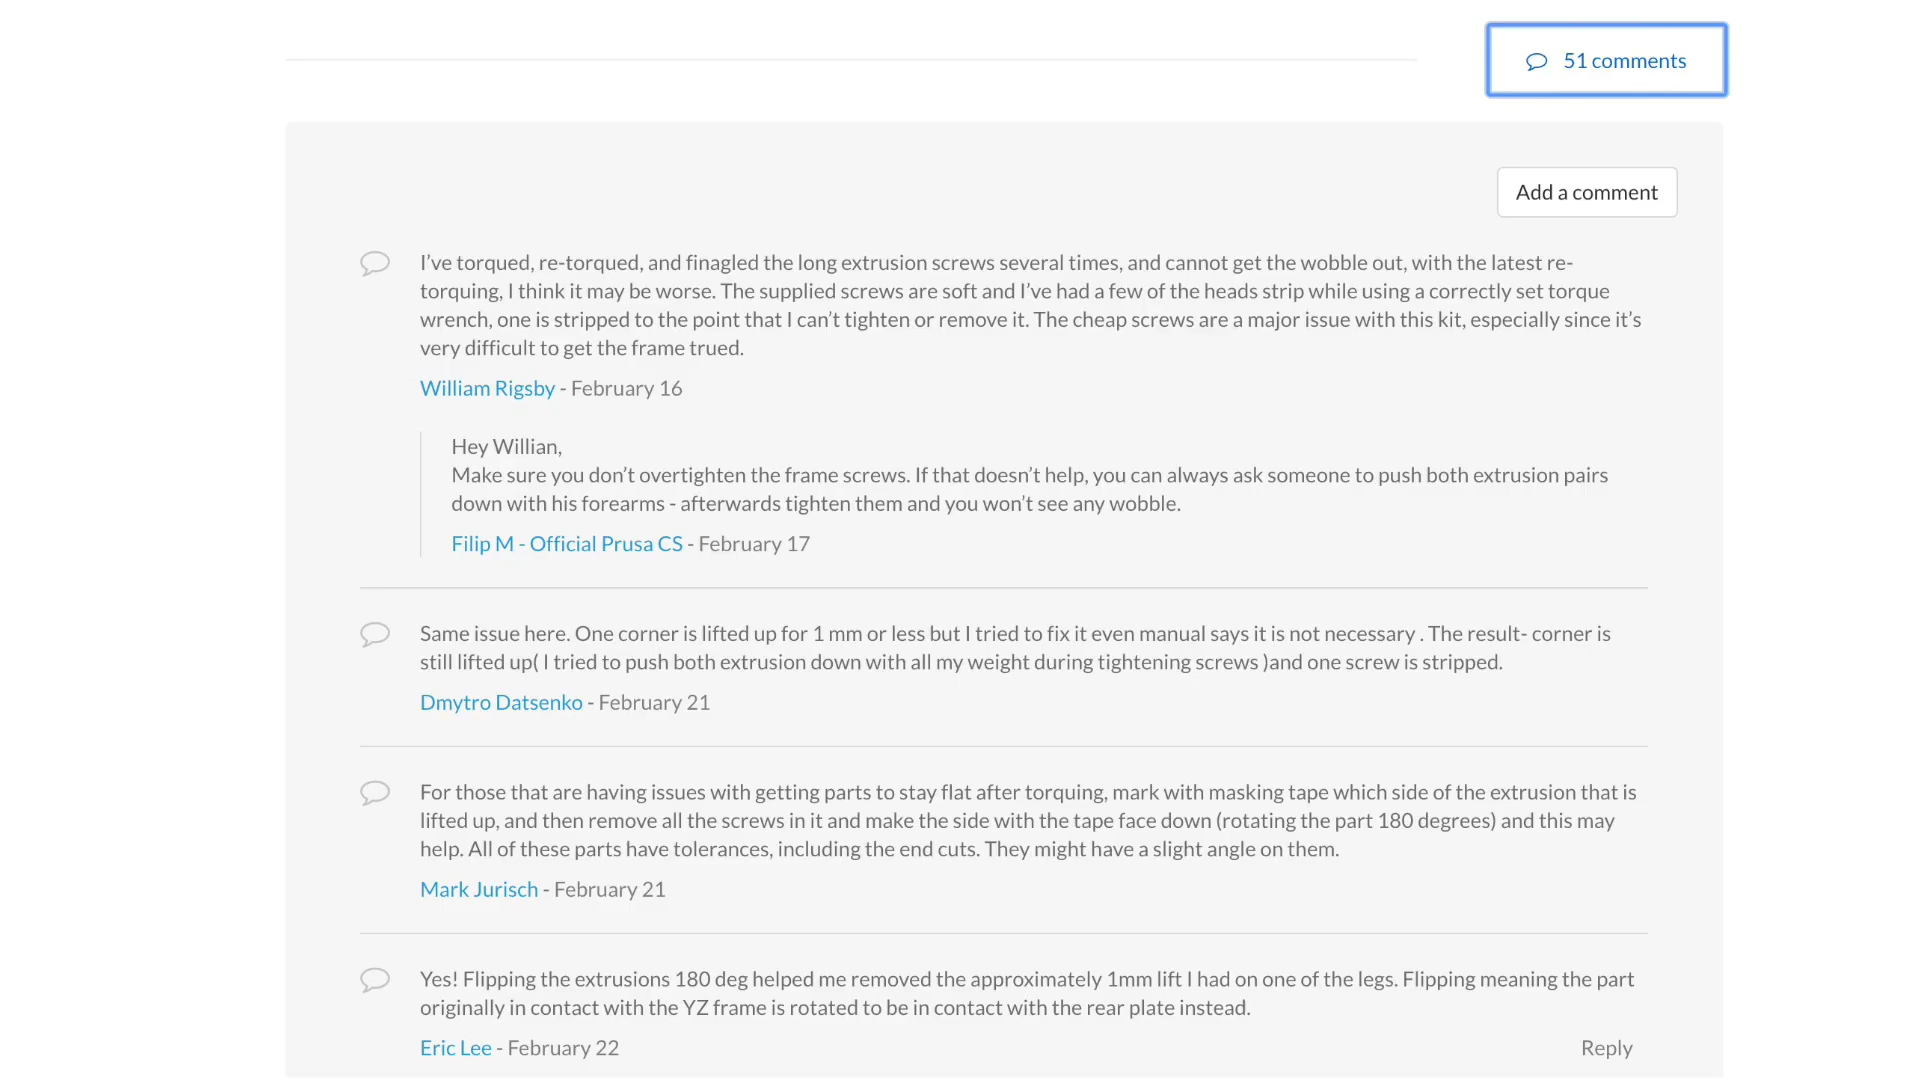 51 comments
Add a comment
I’ve torqued, re-torqued, and finagled the long extrusion screws several times, and cannot get the wobble out, with the latest re-
torquing, I think it may be worse. The supplied screws are soft and I’ve had a few of the heads strip while using a correctly set torque
wrench, one is stripped to the point that I can’t tighten or remove it. The cheap screws are a major issue with this kit, especially since it’s
very difficult to get the frame trued.
William Rigsby - February 16
Hey Willian,
Make sure you don’t overtighten the frame screws. If that doesn’t help, you can always ask someone to push both extrusion pairs
down with his forearms - afterwards tighten them and you won’t see any wobble.
Filip M - Official Prusa CS - February 17
Same issue here. One corner is lifted up for 1 mm or less but I tried to fix it even manual says it is not necessary . The result- corner is
still lifted up( I tried to push both extrusion down with all my weight during tightening screws )and one screw is stripped.
Dmytro Datsenko - February 21
For those that are having issues with getting parts to stay flat after torquing, mark with masking tape which side of the extrusion that is
lifted up, and then remove all the screws in it and make the side with the tape face down (rotating the part 180 degrees) and this may
help. All of these parts have tolerances, including the end cuts. They might have a slight angle on them.
Mark Jurisch - February 21
Yes! Flipping the extrusions 180 deg helped me removed the approximately 1mm lift I had on one of the legs. Flipping meaning the part
originally in contact with the YZ frame is rotated to be in contact with the rear plate instead.
Eric Lee - February 22 Reply